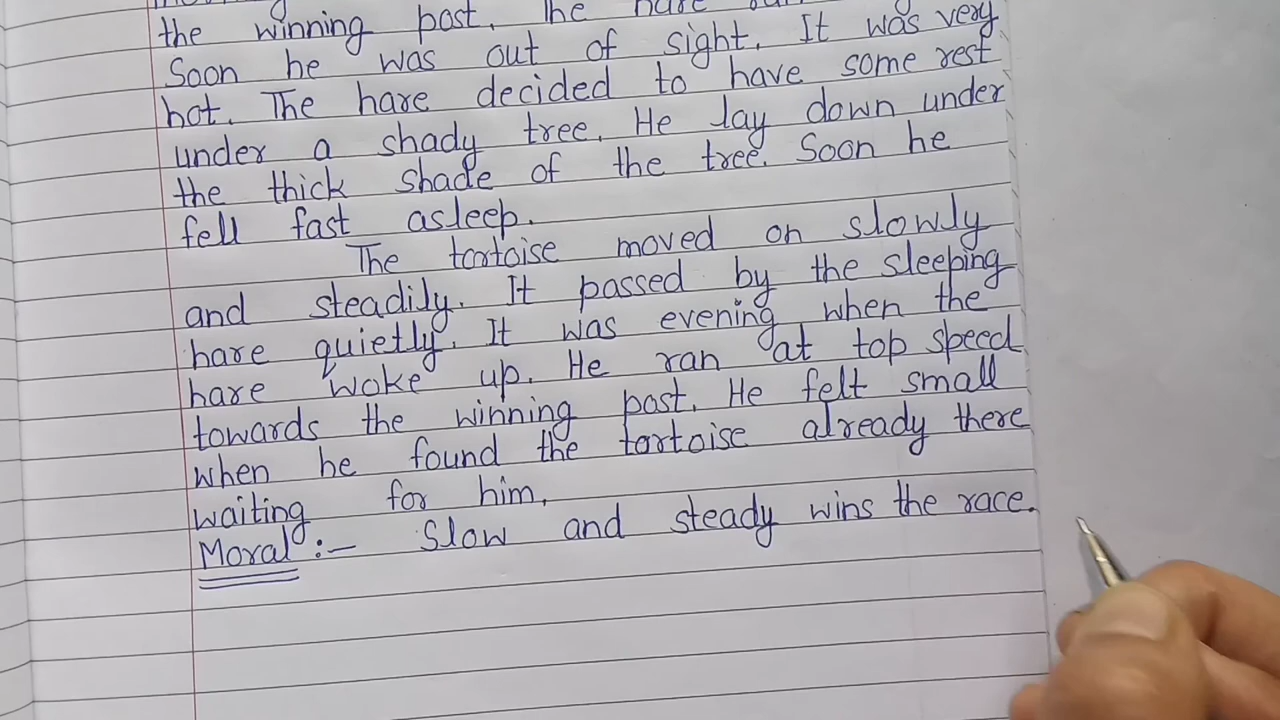 the winning post. The hare
Soon he was out of sight. It was very
hot. The hare decided to have some rest
under a shady tree. He lay down under
the thick shade of the tree. Soon he
fell fast asleep.
The tortoise moved on slowly
and steadily. It passed by the sleeping
hare quietly. It was evening when the
hare woke up. He ran at top speed
towards the winning post. He felt small
when he found the tortoise already there
waiting for him.
Moral :- Slow and steady wins the race.